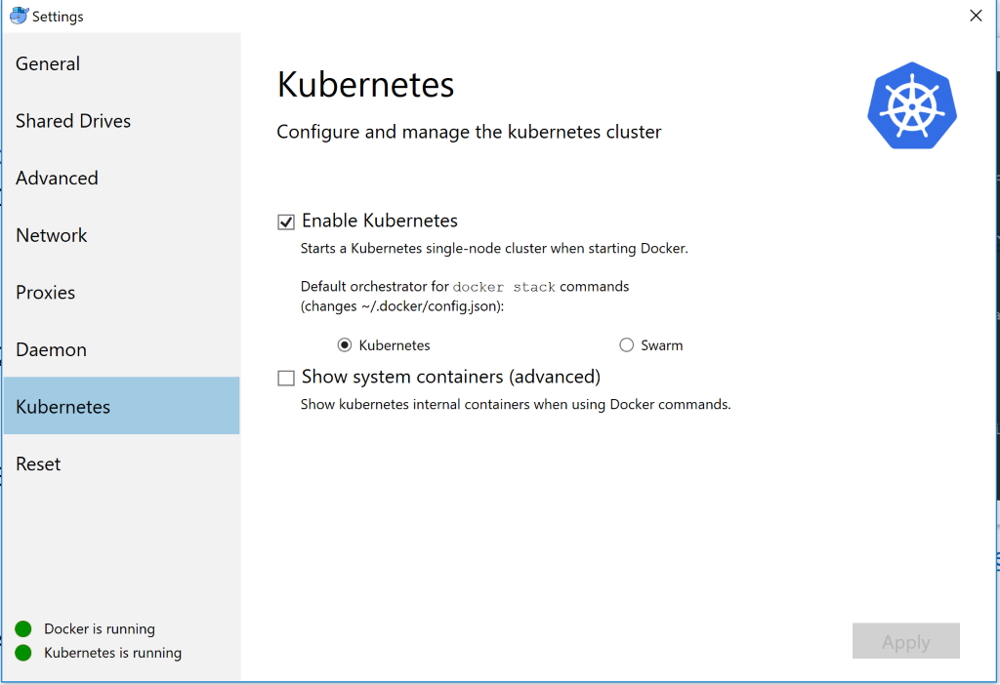 Settings
General
Shared Drives
Advanced
Network
Proxies
Daemon
Kubernetes
Reset
Docker is running
Kubernetes is running
Kubernetes
Configure and manage the kubernetes cluster
Enable Kubernetes
Starts a Kubernetes single-node cluster when starting Docker.
Default orchestrator for docker stack commands
(changes ~/.docker/config.json):
Kubernetes
Swarm
Show system containers (advanced)
Show kubernetes internal containers when using Docker commands.
Apply